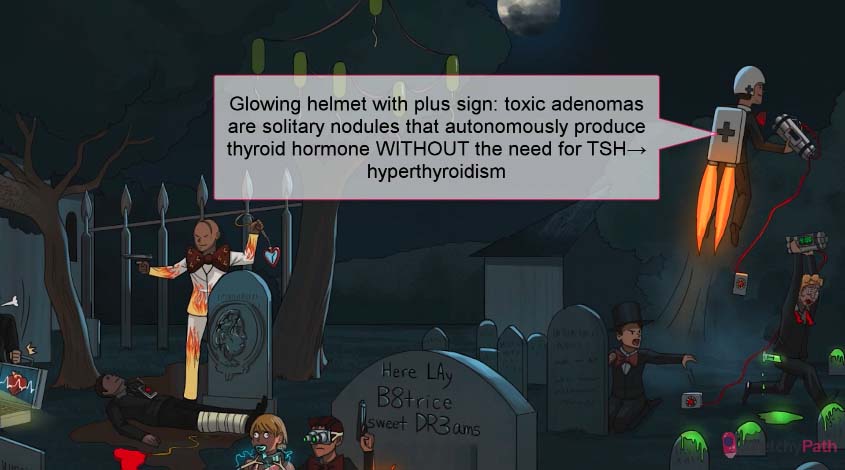 Glowing helmet with plus sign: toxic adenomas
are solitary nodules that autonomously produce
thyroid hormone WITHOUT the need for TSH→
hyperthyroidism
Here LAy
B8trice
sweet DR3ams